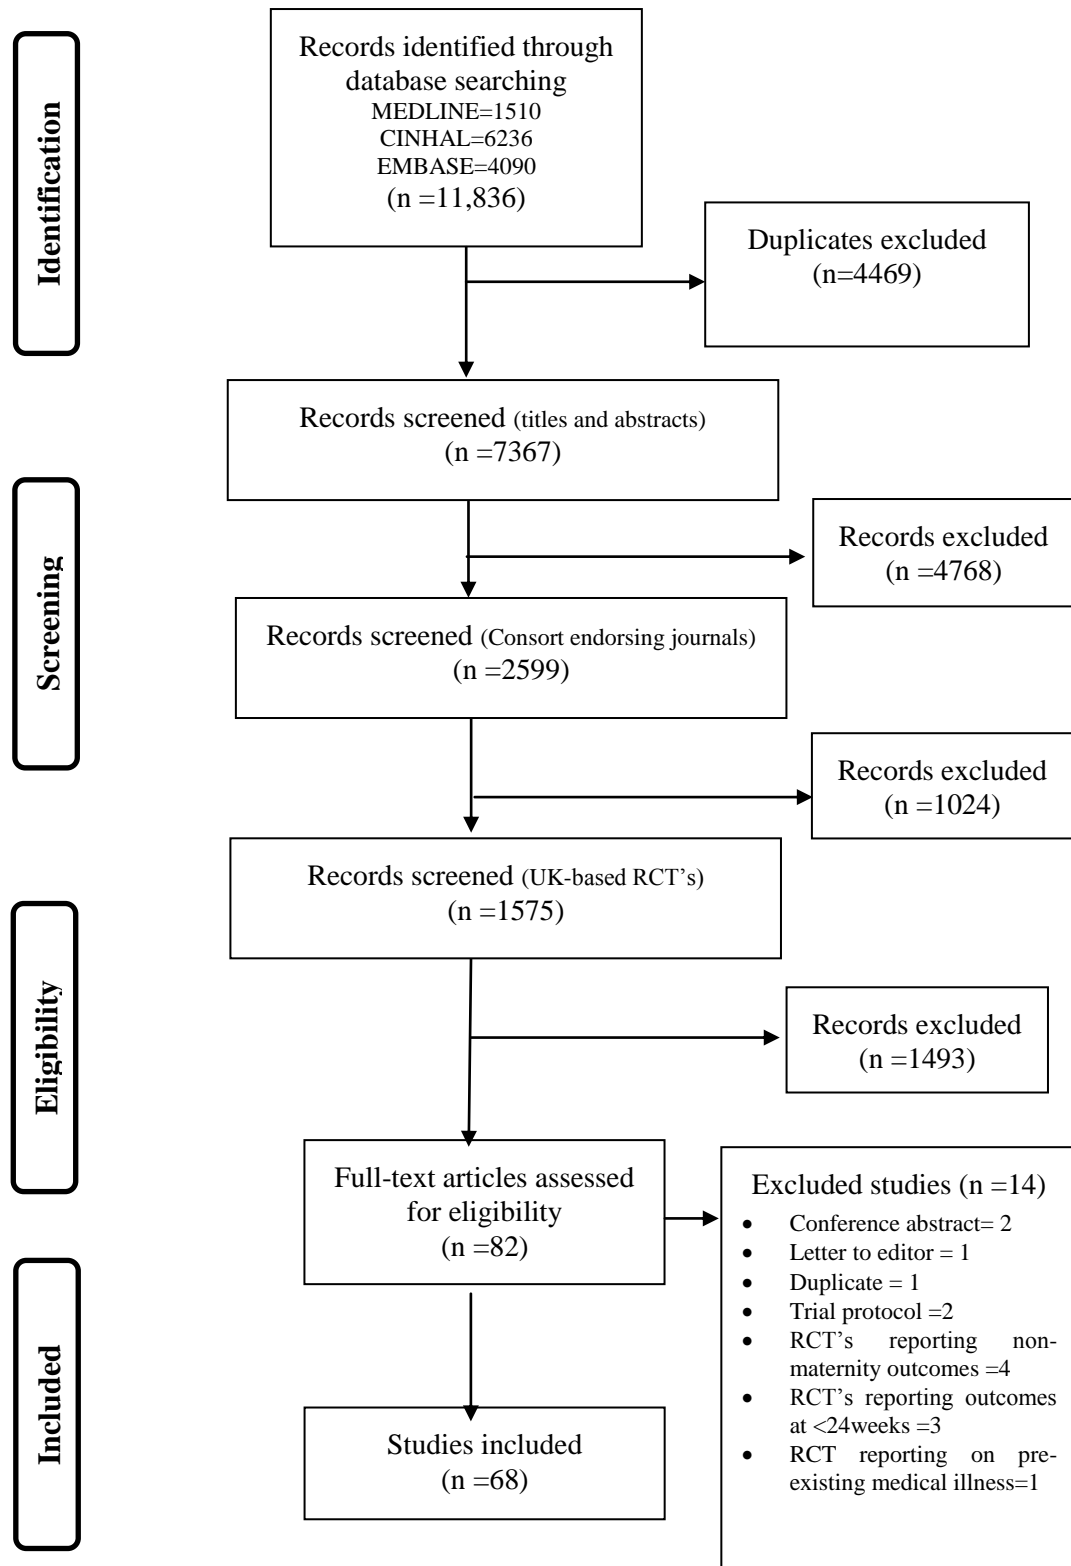 Identification
Records identified through
database searching
MEDLINE=1510
CINHAL=6236
EMBASE=4090
(n =11,836)
Duplicates excluded
(n=4469)
Records screened (titles and abstracts)
(n =7367)
Screening
Records excluded
(n =4768)
Records screened (Consort endorsing journals)
(n =2599)
Records excluded
(n =1024)
Records screened (UK-based RCT's)
(n =1575)
Eligibility
Records excluded
(n =1493)
Full-text articles assessed
for eligibility
(n =82)
Excluded studies (n =14)
• Conference abstract= 2
• Letter to editor = 1
• Duplicate = 1
• Trial protocol =2
• RCT's reporting non-
maternity outcomes =4
• RCT's reporting outcomes
at <24weeks =3
• RCT reporting on pre-
existing medical illness=1
Included
Studies included
(n =68)